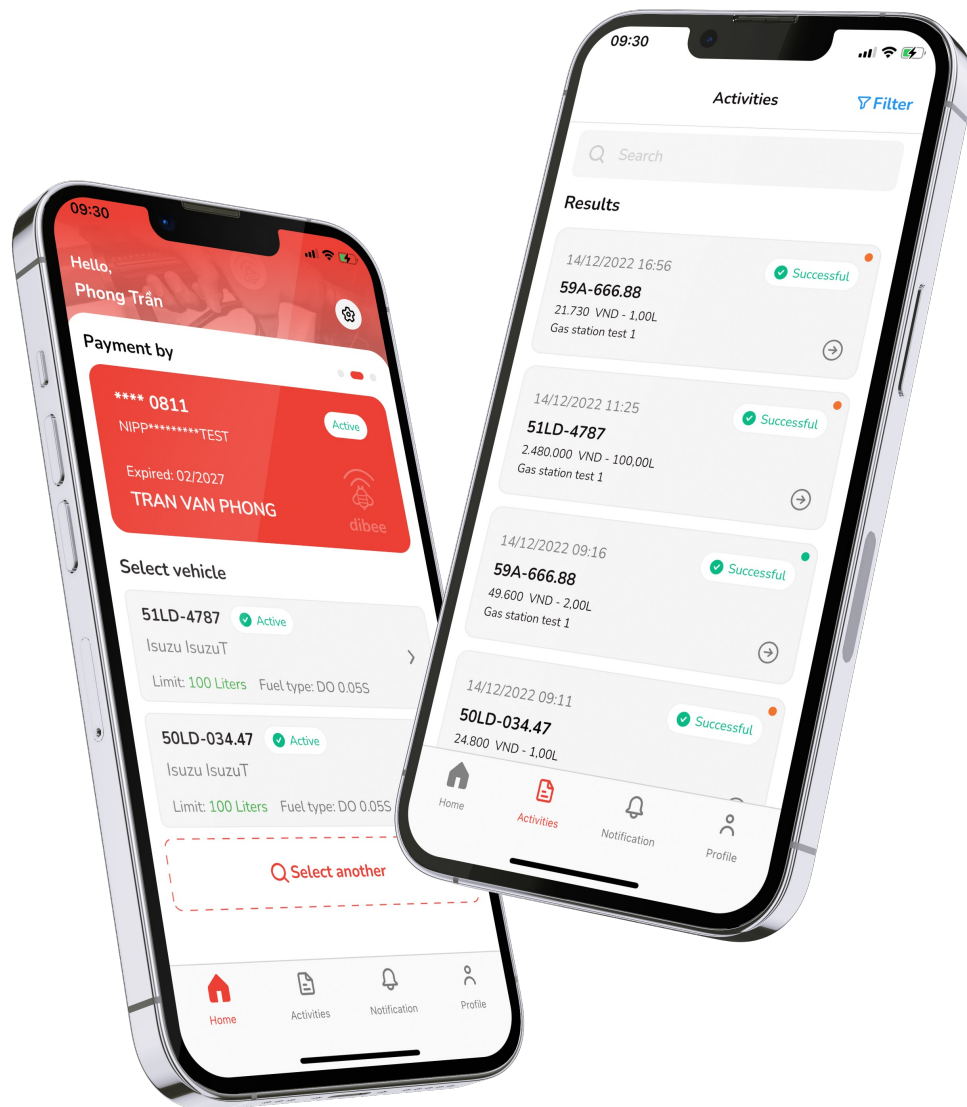 09:30
Hello,
Phong Trần
Payment by
**** 0811
Active
NIPP*********TEST
Expired: 02/2027
TRAN VAN PHONG
dibee
Select vehicle
51LD-4787 Active
Isuzu IsuzuT
Limit: 100 Liters Fuel type: DO 0.05S
50LD-034.47 Active
Isuzu IsuzuT
Limit: 100 Liters Fuel type: DO 0.05S
Select another
Home Activities Notification Profile
09:30
Activities
Filter
Search
Results
14/12/2022 16:56
Successful
59A-666.88
21.730 VND - 1,00L
Gas station test 1
14/12/2022 11:25
Successful
51LD-4787
2.480.000 VND - 100,00L
Gas station test 1
14/12/2022 09:16
Successful
59A-666.88
49.600 VND - 2,00L
Gas station test 1
14/12/2022 09:11
Successful
50LD-034.47
24.800 VND - 1,00L
Home Activities Notification Profile